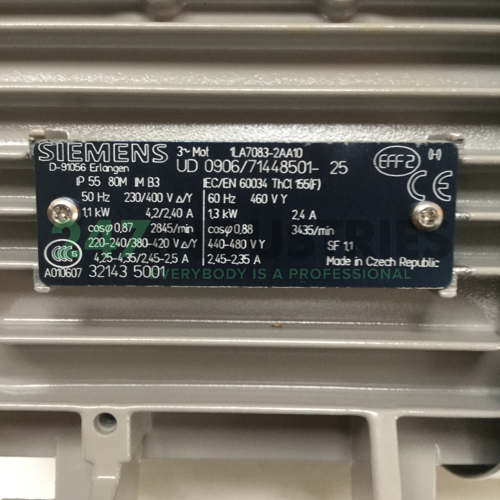 SIEMENS 3~ Mot 1LA7083-2AA10
D-91056 Erlangen UD 0906/71448501- 25
EFF2 (H)
IP 55 80M IM B3 IEC/EN 60034 ThCl 155(F)
CE
50 Hz 230/400 V Δ/Y 60 Hz 460 V Y
1,1 kW 4,2/2,40 A 1,3 kW 2,4 A
cosφ 0,87 2845/min cosφ 0,88 3435/min
220-240/380-420 V Δ/Y 440-480 V Y SF 1,1
4,25-4,35/2,45-2,5 A 2,45-2,35 A Made in Czech Republic
A010607 32143 5001
247 INDUSTRIES
EVERYBODY IS A PROFESSIONAL